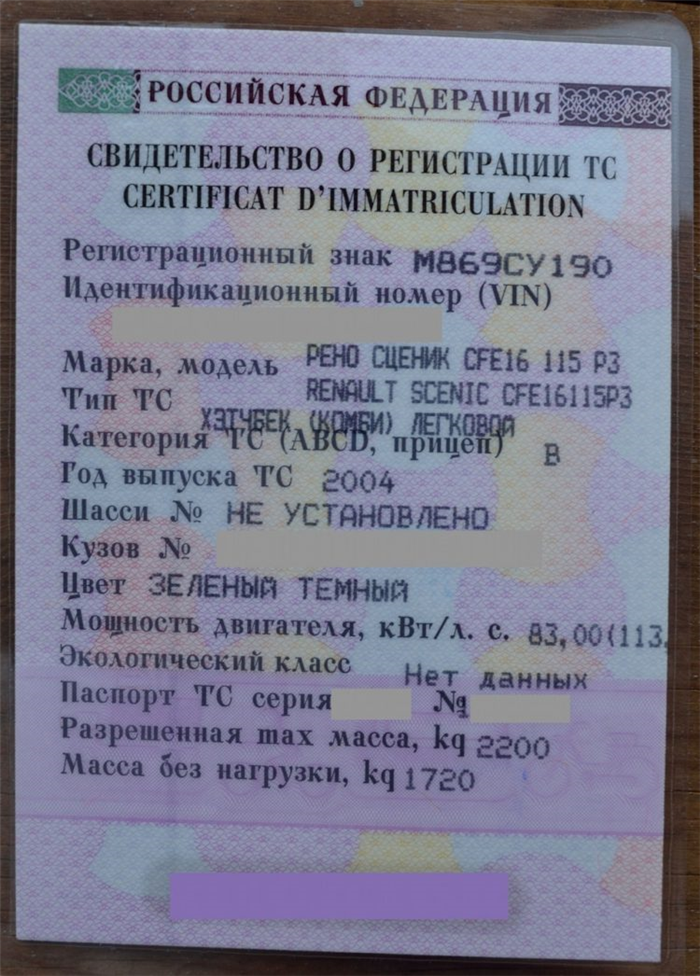 РОССИЙСКАЯ ФЕДЕРАЦИЯ
СВИДЕТЕЛЬСТВО О РЕГИСТРАЦИИ ТС
CERTIFICAT D'IMMATRICULATION
Регистрационный знак М869СУ190
Идентификационный номер (VIN)
Марка, модель РЕНО СЦЕНИК CFE16 115 P3
Тип ТС RENAULT SCENIC CFE16115P3
ХЭТЧБЕК (КОМБИ) ЛЕГКОВОЙ
Категория ТС (ABCD, прицеп) B
Год выпуска ТС 2004
Шасси № НЕ УСТАНОВЛЕНО
Кузов №
Цвет ЗЕЛЕНЫЙ ТЕМНЫЙ
Мощность двигателя, кВт/л. с. 83,00(113,
Экологический класс Нет данных
Паспорт ТС серия №
Разрешенная max масса, kg 2200
Масса без нагрузки, kg 1720